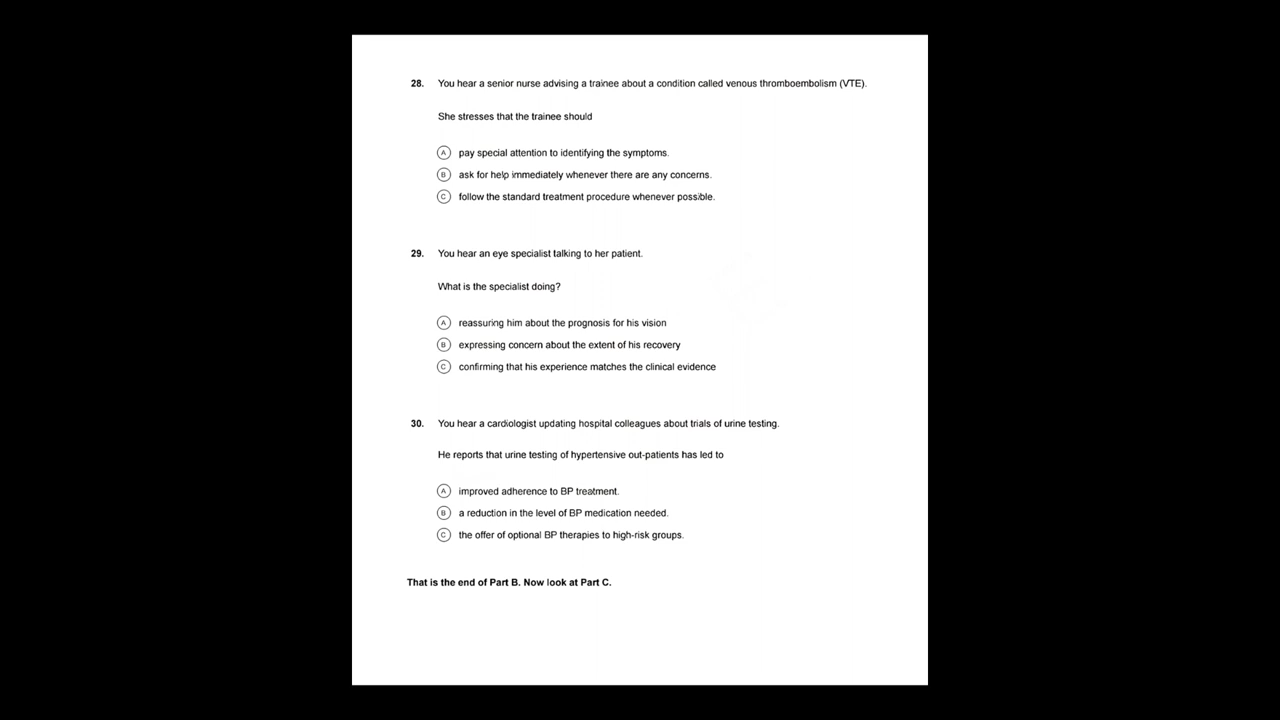 28. You hear a senior nurse advising a trainee about a condition called venous thromboembolism (VTE).
She stresses that the trainee should
A pay special attention to identifying the symptoms.
B ask for help immediately whenever there are any concerns.
C follow the standard treatment procedure whenever possible.
29. You hear an eye specialist talking to her patient.
What is the specialist doing?
A reassuring him about the prognosis for his vision
B expressing concern about the extent of his recovery
C confirming that his experience matches the clinical evidence
30. You hear a cardiologist updating hospital colleagues about trials of urine testing.
He reports that urine testing of hypertensive out-patients has led to
A improved adherence to BP treatment.
B a reduction in the level of BP medication needed.
C the offer of optional BP therapies to high-risk groups.
That is the end of Part B. Now look at Part C.